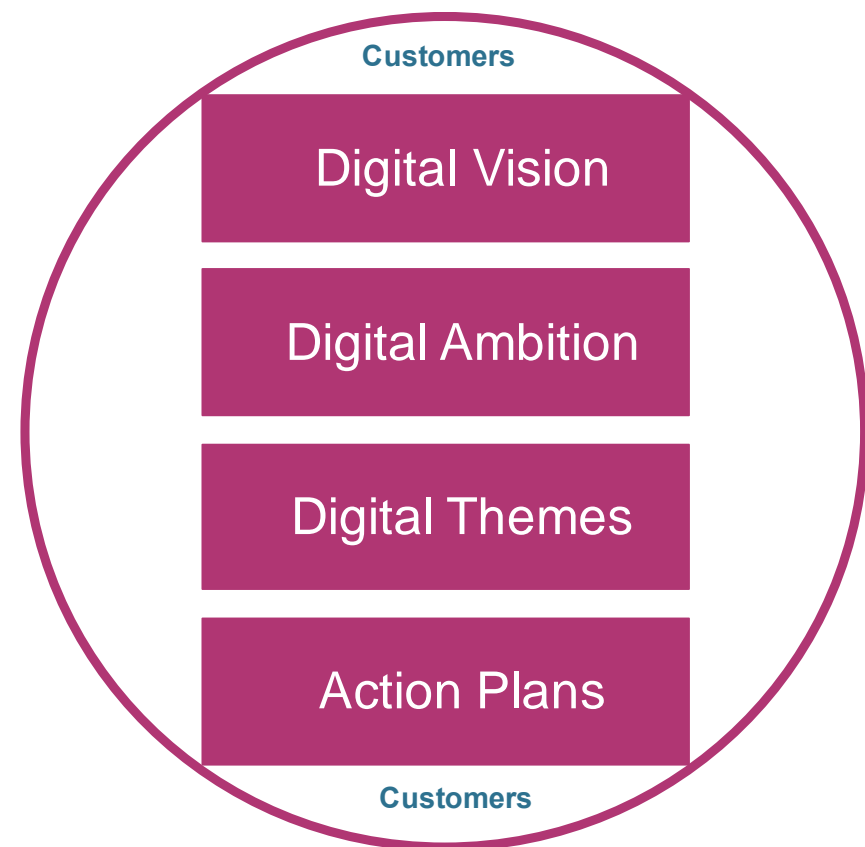 Customers
Digital Vision
Digital Ambition
Digital Themes
Action Plans
Customers